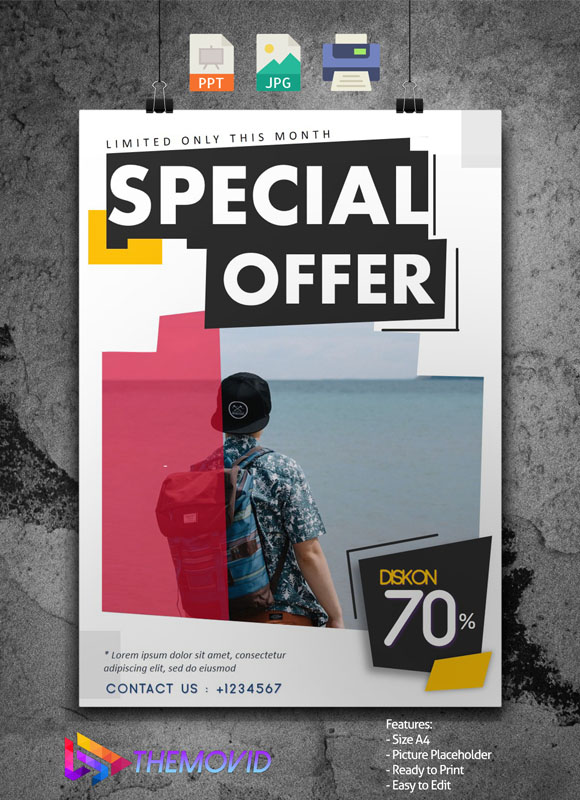 PPT
JPG
LIMITED ONLY THIS MONTH
SPECIAL
OFFER
DISKON
70%
* Lorem ipsum dolor sit amet, consectetur
adipiscing elit, sed do eiusmod
CONTACT US : +1234567
THEMOVID
Features:
- Size A4
- Picture Placeholder
- Ready to Print
- Easy to Edit